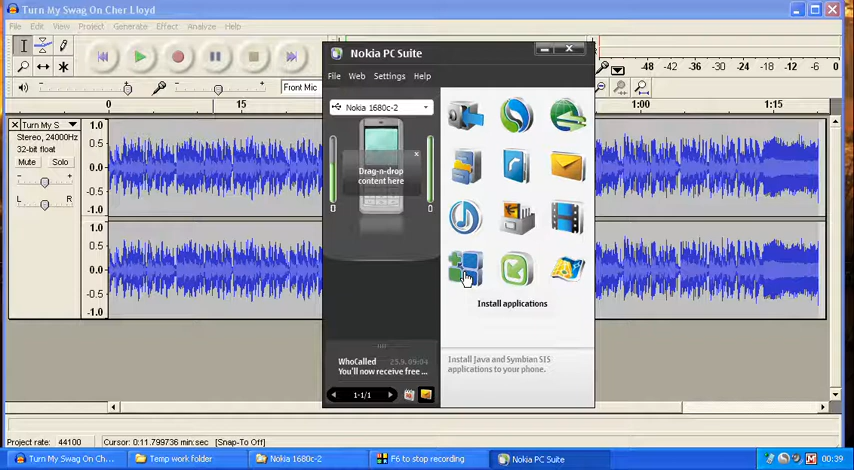 Turn My Swag On Cher Lloyd
File Edit View Project Generate Effect Analyze Help
-48 -36 -24 -12 0
-12 -6 0
Front Mic
0 15 1:00 1:15
Turn My S
Stereo, 24000Hz
32-bit float
Mute Solo
- +
L R
1.0
0.5
0.0
-0.5
-1.0
1.0
0.5
0.0
-0.5
-1.0
Nokia PC Suite
File Web Settings Help
Nokia 1680c-2
Drag-n-drop
content here
Install applications
Install Java and Symbian SIS
applications to your phone.
WhoCalled 25.9. 09:04
You'll now receive free ...
1-1/1
Project rate: 44100 Cursor: 0:11.799736 min:sec [Snap-To Off]
Turn My Swag On Ch... Temp work folder Nokia 1680c-2 F6 to stop recording Nokia PC Suite 00:39